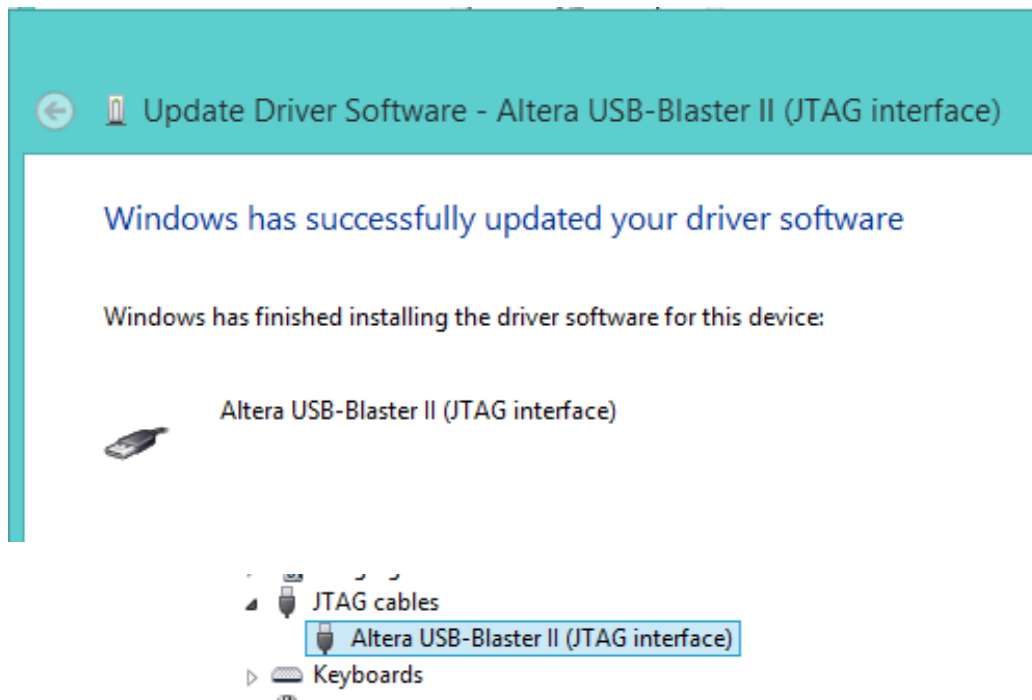 Update Driver Software - Altera USB-Blaster II (JTAG interface)
Windows has successfully updated your driver software
Windows has finished installing the driver software for this device:
Altera USB-Blaster II (JTAG interface)
JTAG cables
Altera USB-Blaster II (JTAG interface)
Keyboards